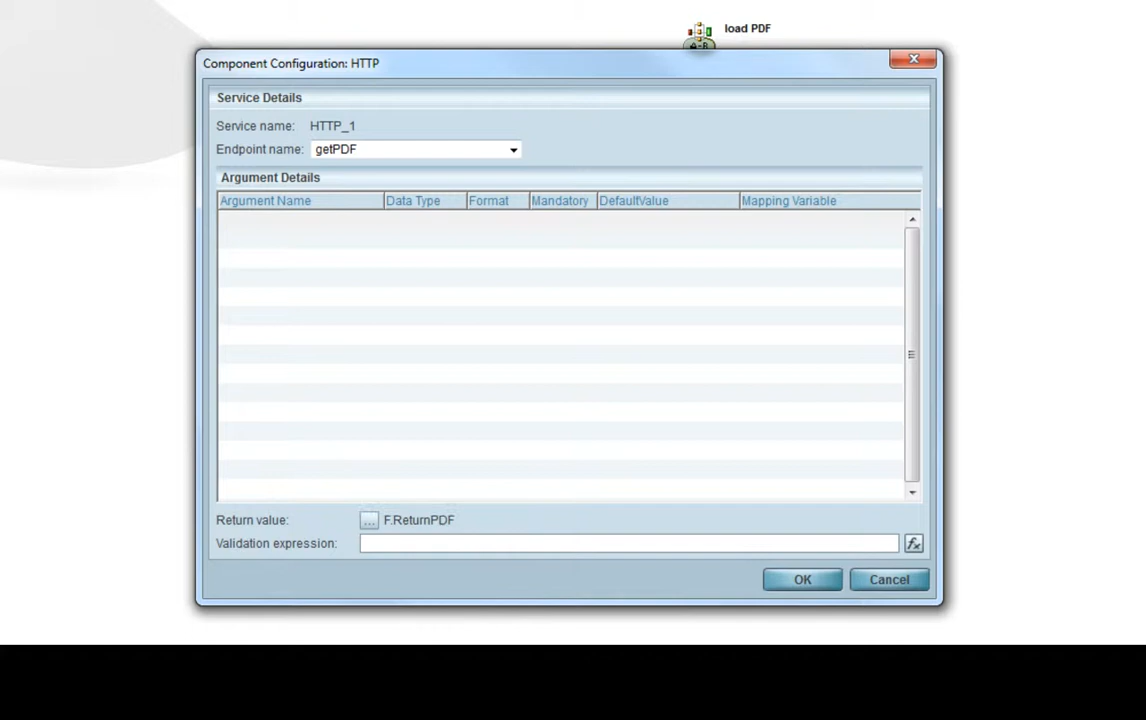 load PDF
A-B
Component Configuration: HTTP
Service Details
Service name: HTTP_1
Endpoint name: getPDF
Argument Details
Argument Name Data Type Format Mandatory DefaultValue Mapping Variable
Return value: ... F.ReturnPDF
Validation expression: fx
OK Cancel